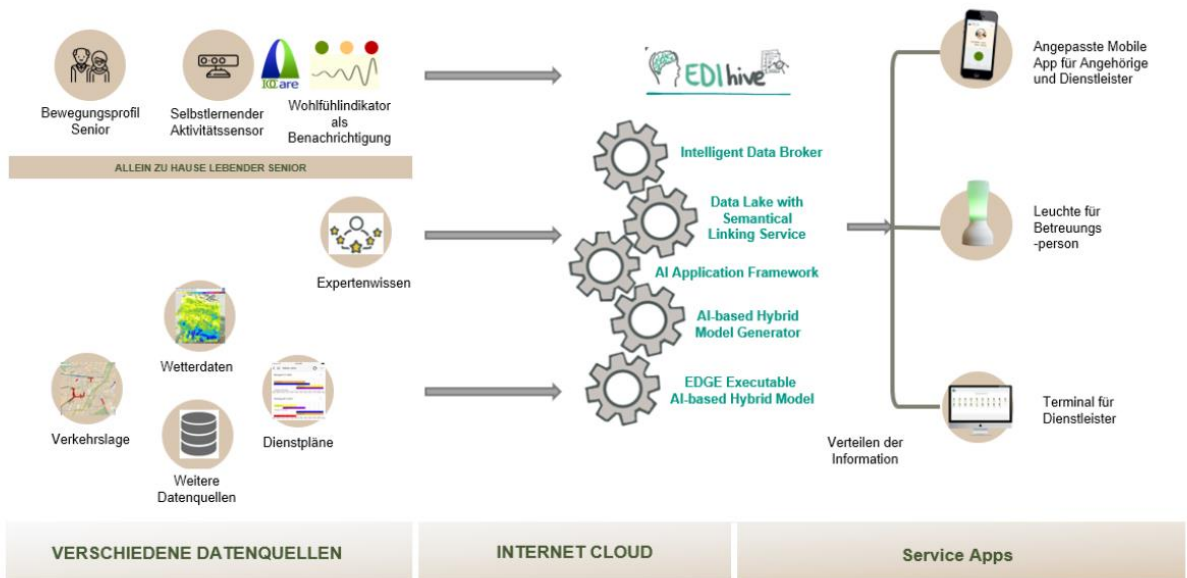 Bewegungsprofil
Senior
Selbstlernender
Aktivitätssensor
Care
Wohlfühlindikator
als
Benachrichtigung
ALLEIN ZU HAUSE LEBENDER SENIOR
Expertenwissen
Wetterdaten
Verkehrslage
Weitere
Datenquellen
Dienstpläne
EDI hive
Intelligent Data Broker
Data Lake with
Semantical
Linking Service
AI Application Framework
AI-based Hybrid
Model Generator
EDGE Executable
AI-based Hybrid Model
Angepasste Mobile
App für Angehörige
und Dienstleister
Leuchte für
Betreuungs
-person
Terminal für
Dienstleister
Verteilen der
Information
VERSCHIEDENE DATENQUELLEN
INTERNET CLOUD
Service Apps